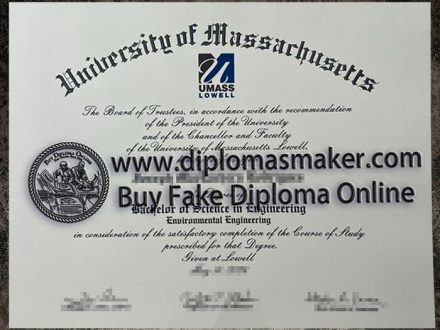 University of Massachusetts
UMASS
LOWELL
The Board of Trustees, in accordance with the recommendation
of the President of the University
and of the Chancellor and Faculty
of the University of Massachusetts Lowell,
Buy Diploma Online
www.diplomasmaker.com
Buy Fake Diploma Online
Bachelor of Science in Engineering
Environmental Engineering
in consideration of the satisfactory completion of the Course of Study
prescribed for that Degree.
Given at Lowell